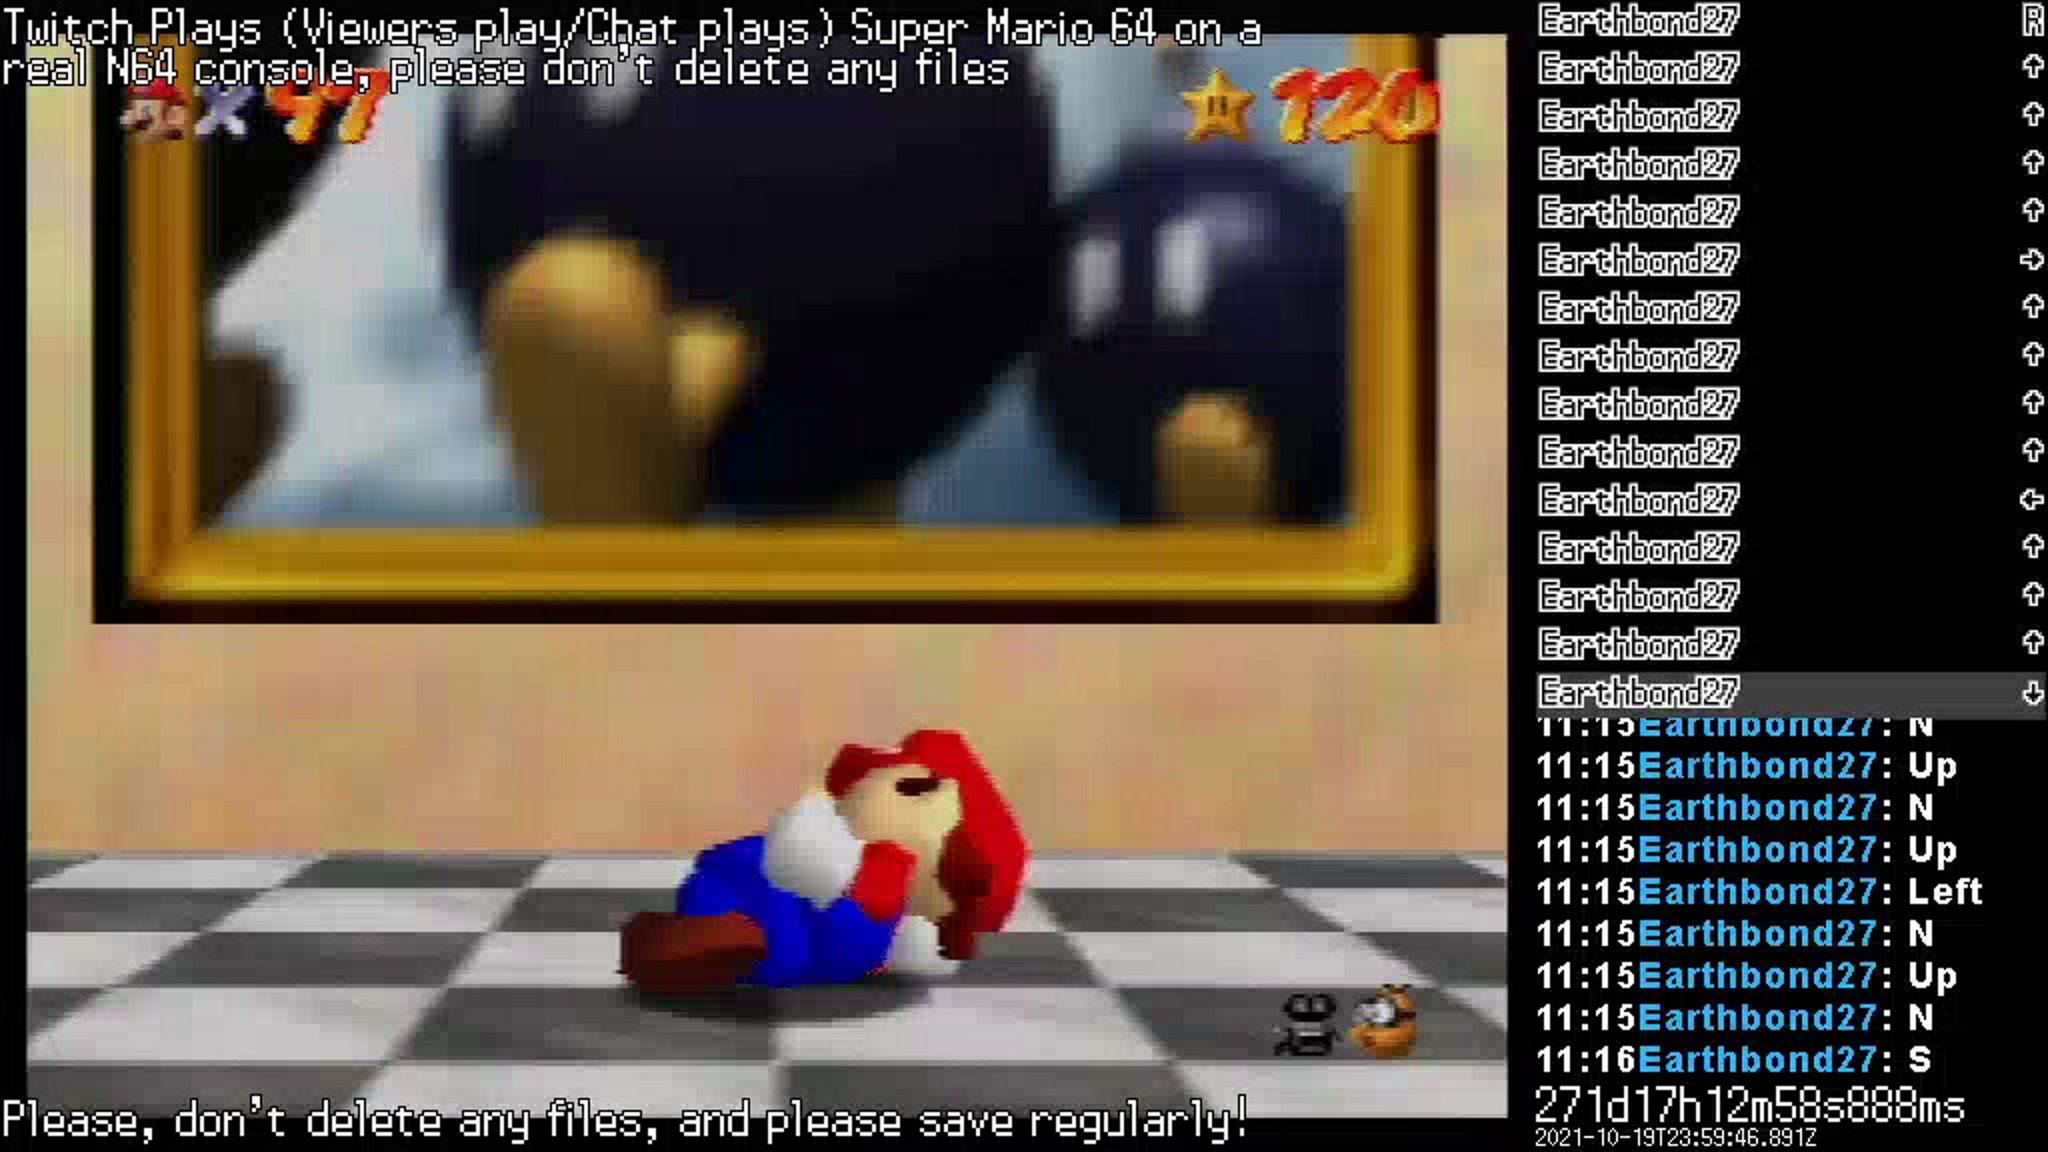 Twitch Plays (Viewers play/Chat plays) Super Mario 64 on a
real N64 console, please don't delete any files
× 97
120
Earthbond27 R
Earthbond27 ↑
Earthbond27 ↑
Earthbond27 ↑
Earthbond27 ↑
Earthbond27 →
Earthbond27 ↑
Earthbond27 ↑
Earthbond27 ↑
Earthbond27 ↑
Earthbond27 ←
Earthbond27 ↑
Earthbond27 ↑
Earthbond27 ↑
Earthbond27 ↓
11:15Earthbond27: N
11:15Earthbond27: Up
11:15Earthbond27: N
11:15Earthbond27: Up
11:15Earthbond27: Left
11:15Earthbond27: N
11:15Earthbond27: Up
11:15Earthbond27: N
11:16Earthbond27: S
271d17h12m58s888ms
2021-10-19T23:59:46.891Z
Please, don't delete any files, and please save regularly!